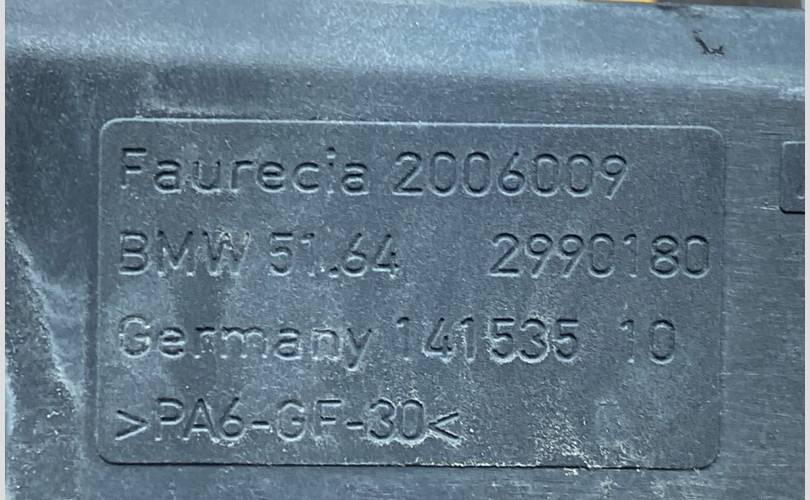 Faurecia 2006009
BMW 51.64 2990180
Germany 141535 10
>PA6-GF-30<